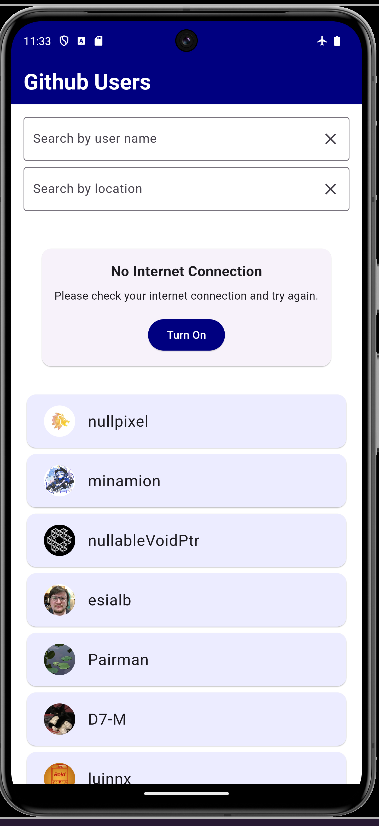 11:33
Github Users
Search by user name
Search by location
No Internet Connection
Please check your internet connection and try again.
Turn On
nullpixel
minamion
nullableVoidPtr
esialb
Pairman
D7-M
luinnx